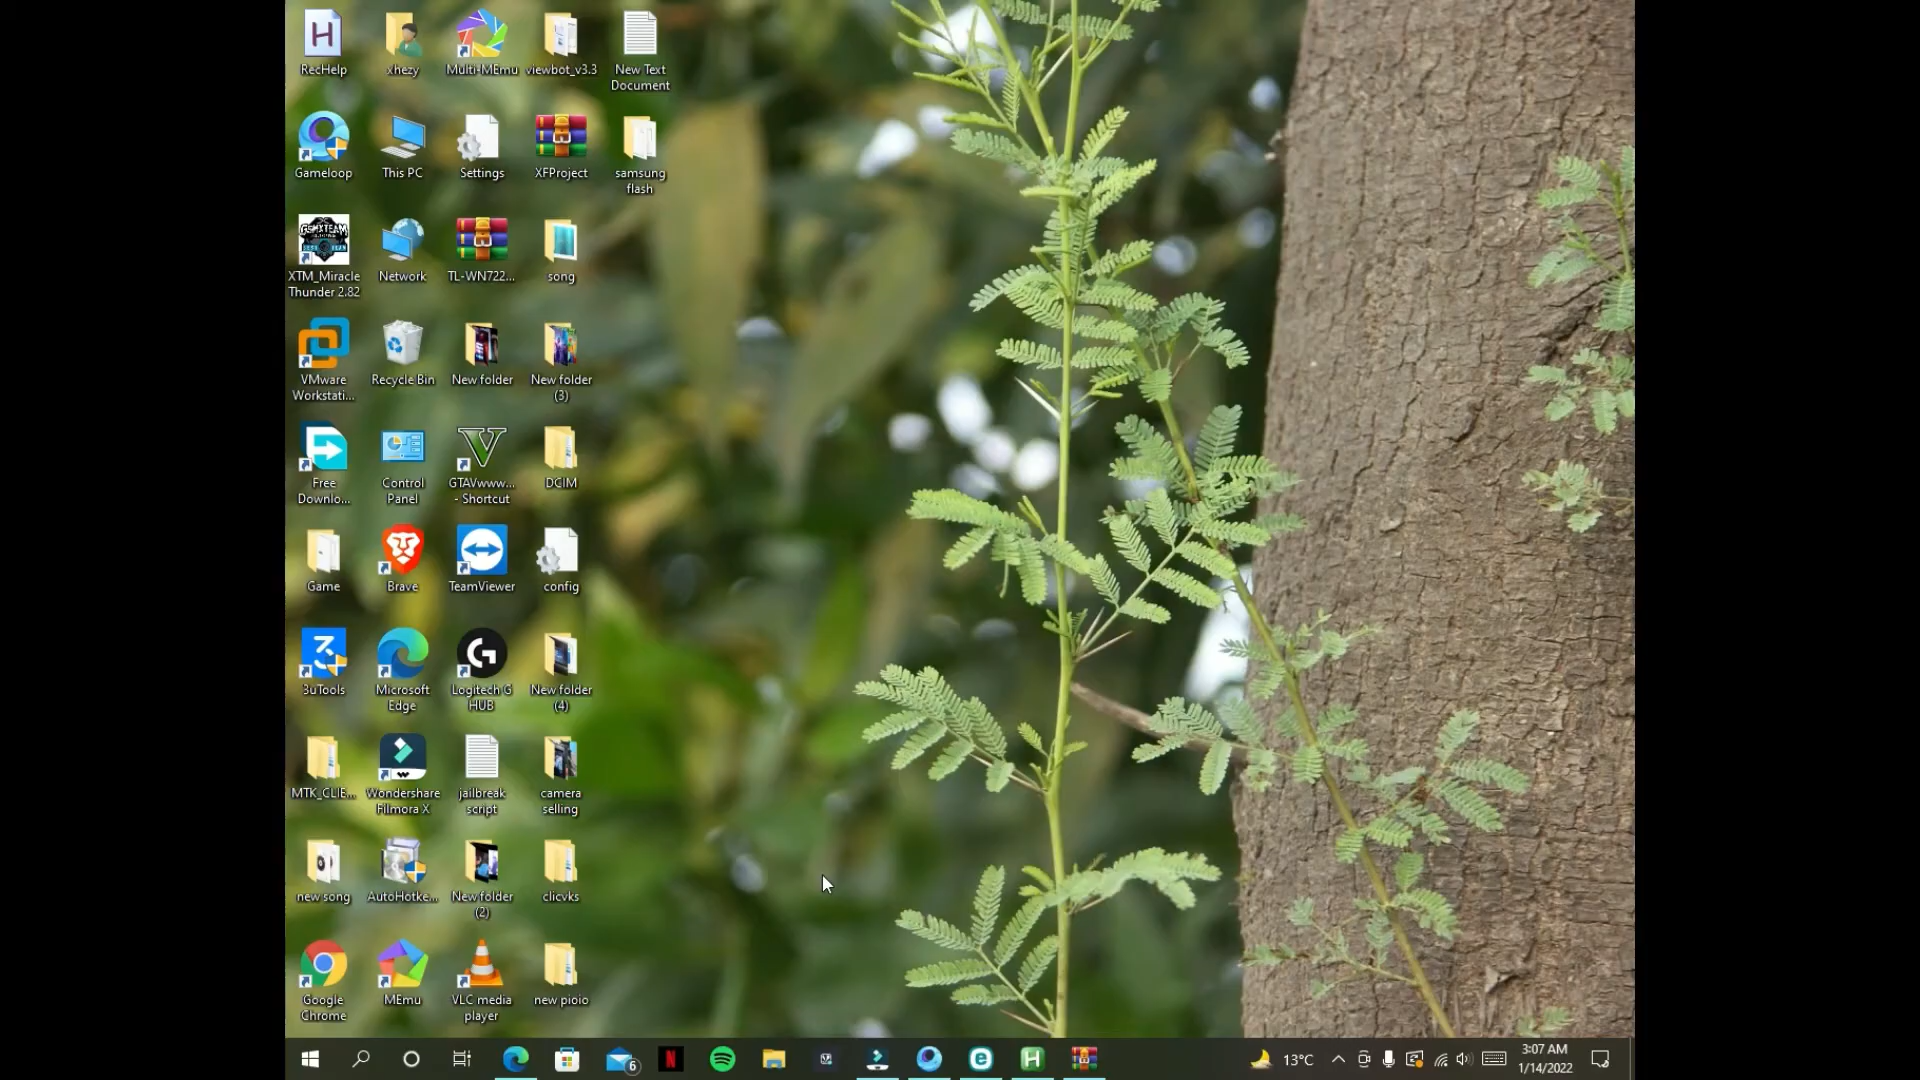 RecHelp
xhezy
Multi-MEmu
viewbot_v3.3
New Text
Document
Gameloop
This PC
Settings
XFProject
samsung
flash
XTM_Miracle
Thunder 2.82
Network
TL-WN722...
song
VMware
Workstati...
Recycle Bin
New folder
New folder
(3)
Free
Downlo...
Control
Panel
GTAVwww...
- Shortcut
DCIM
Game
Brave
TeamViewer
config
3uTools
Microsoft
Edge
Logitech G
HUB
New folder
(4)
MTK_CLIE...
Wondershare
Filmora X
jailbreak
script
camera
selling
new song
AutoHotke...
New folder
(2)
clicvks
Google
Chrome
MEmu
VLC media
player
new pioio
6
13°C
3:07 AM
1/14/2022